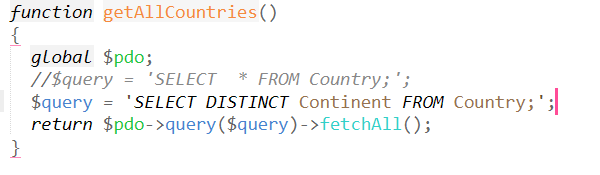 function getAllCountries()
{
global $pdo;
//$query = 'SELECT  * FROM Country;';
$query = 'SELECT DISTINCT Continent FROM Country;';
return $pdo->query($query)->fetchAll();
}